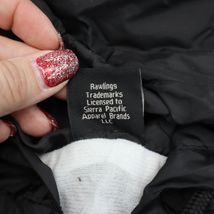 Rawlings
Trademarks
Licensed to
Sierra Pacific
Apparel Brands
LLC